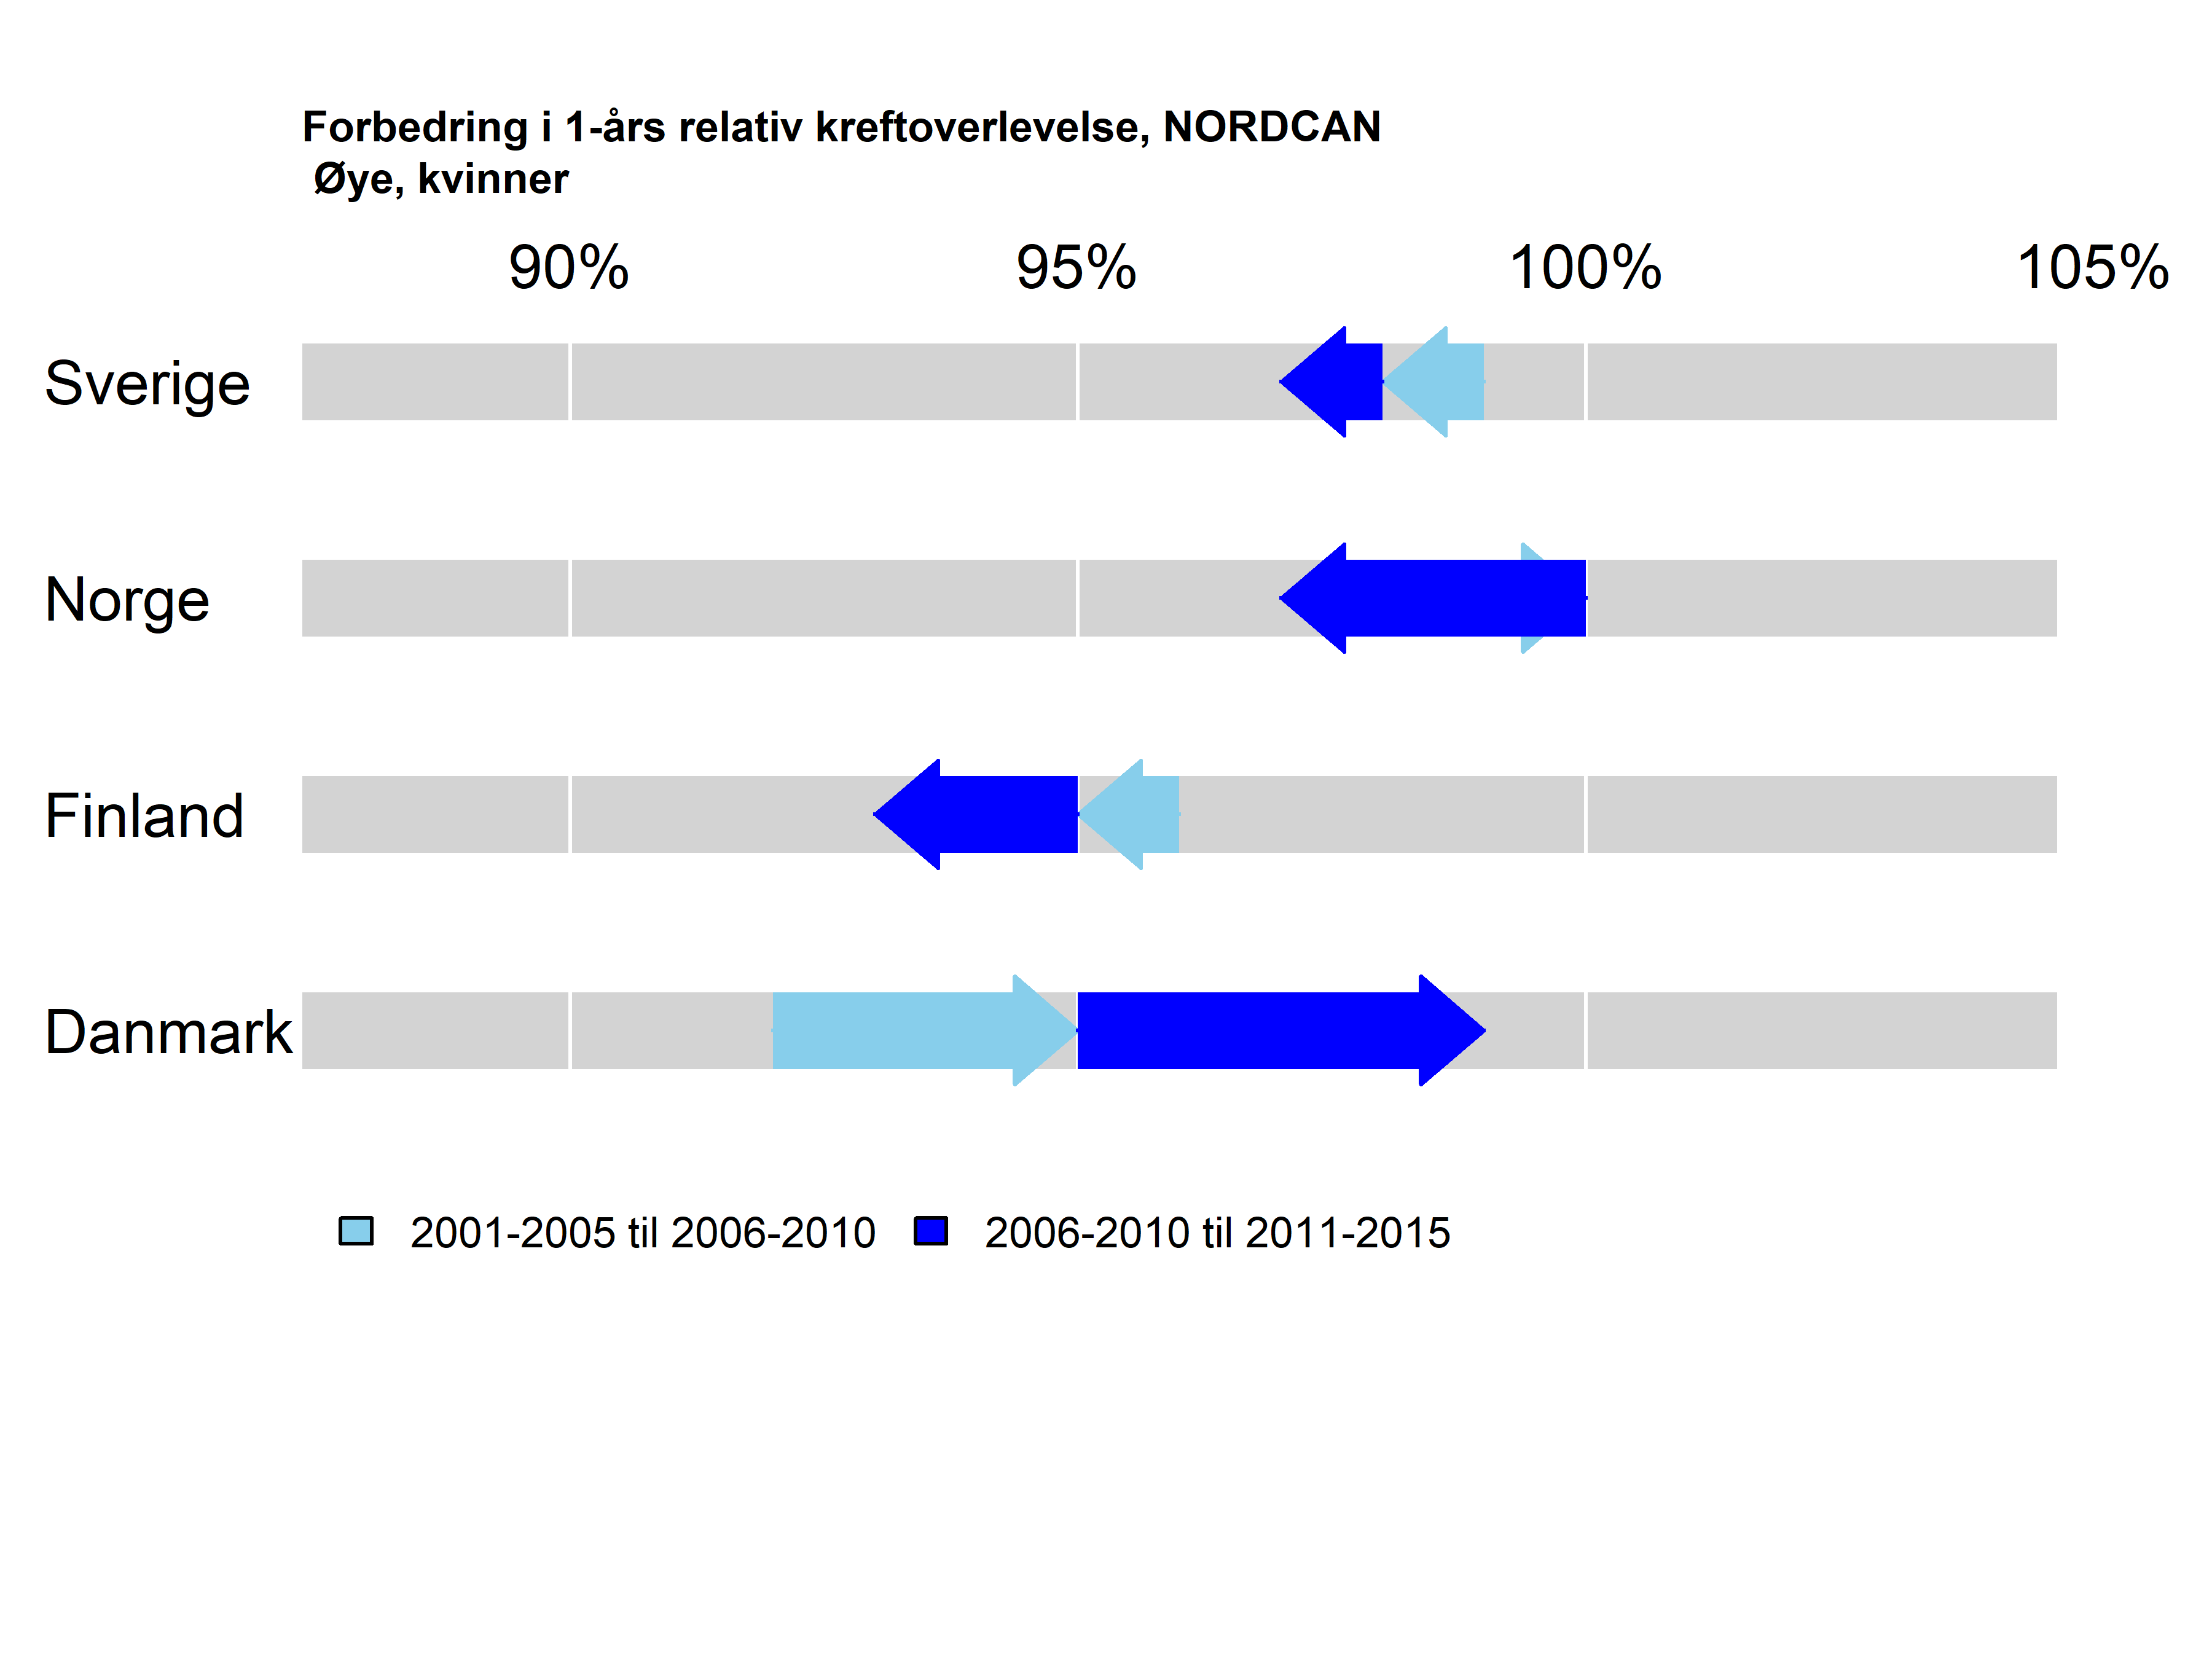 Forbedring i 1-års relativ kreftoverlevelse, NORDCAN
Øye, kvinner
90% 95% 100% 105%
Sverige
Norge
Finland
Danmark
2001-2005 til 2006-2010 2006-2010 til 2011-2015